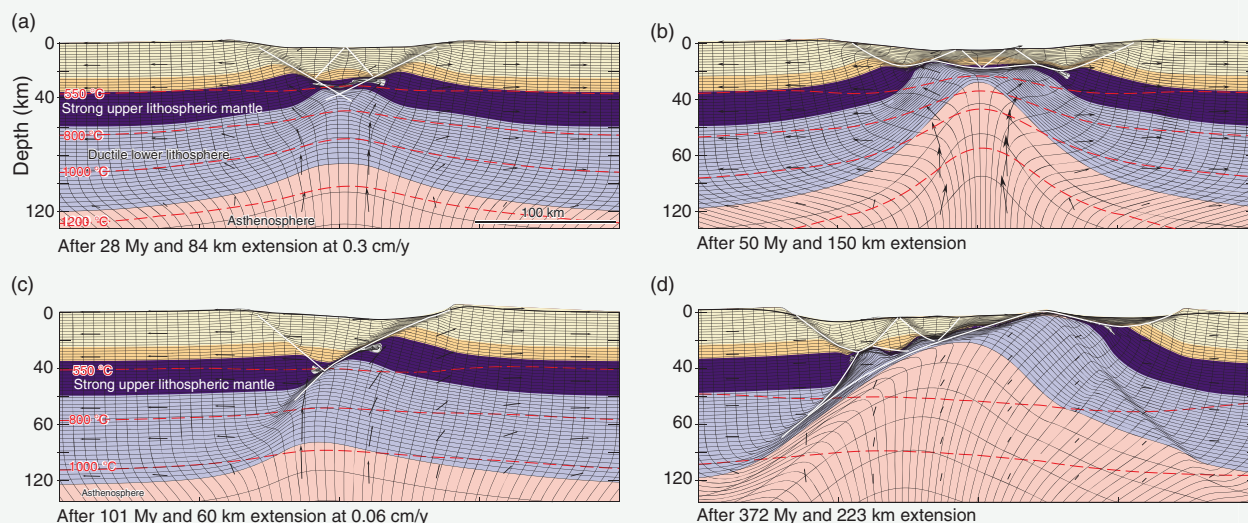 (a)
0
40
80
120
Depth (km)
350 °C
Strong upper lithospheric mantle
800 °C
Ductile lower lithosphere
1000 °C
1200 °C
Asthenosphere
100 km
After 28 My and 84 km extension at 0.3 cm/y
(b)
0
40
60
120
After 50 My and 150 km extension
(c)
0
40
60
120
550 °C
Strong upper lithospheric mantle
800 °C
1000 °C
Asthenosphere
After 101 My and 60 km extension at 0.06 cm/y
(d)
0
40
60
120
After 372 My and 223 km extension